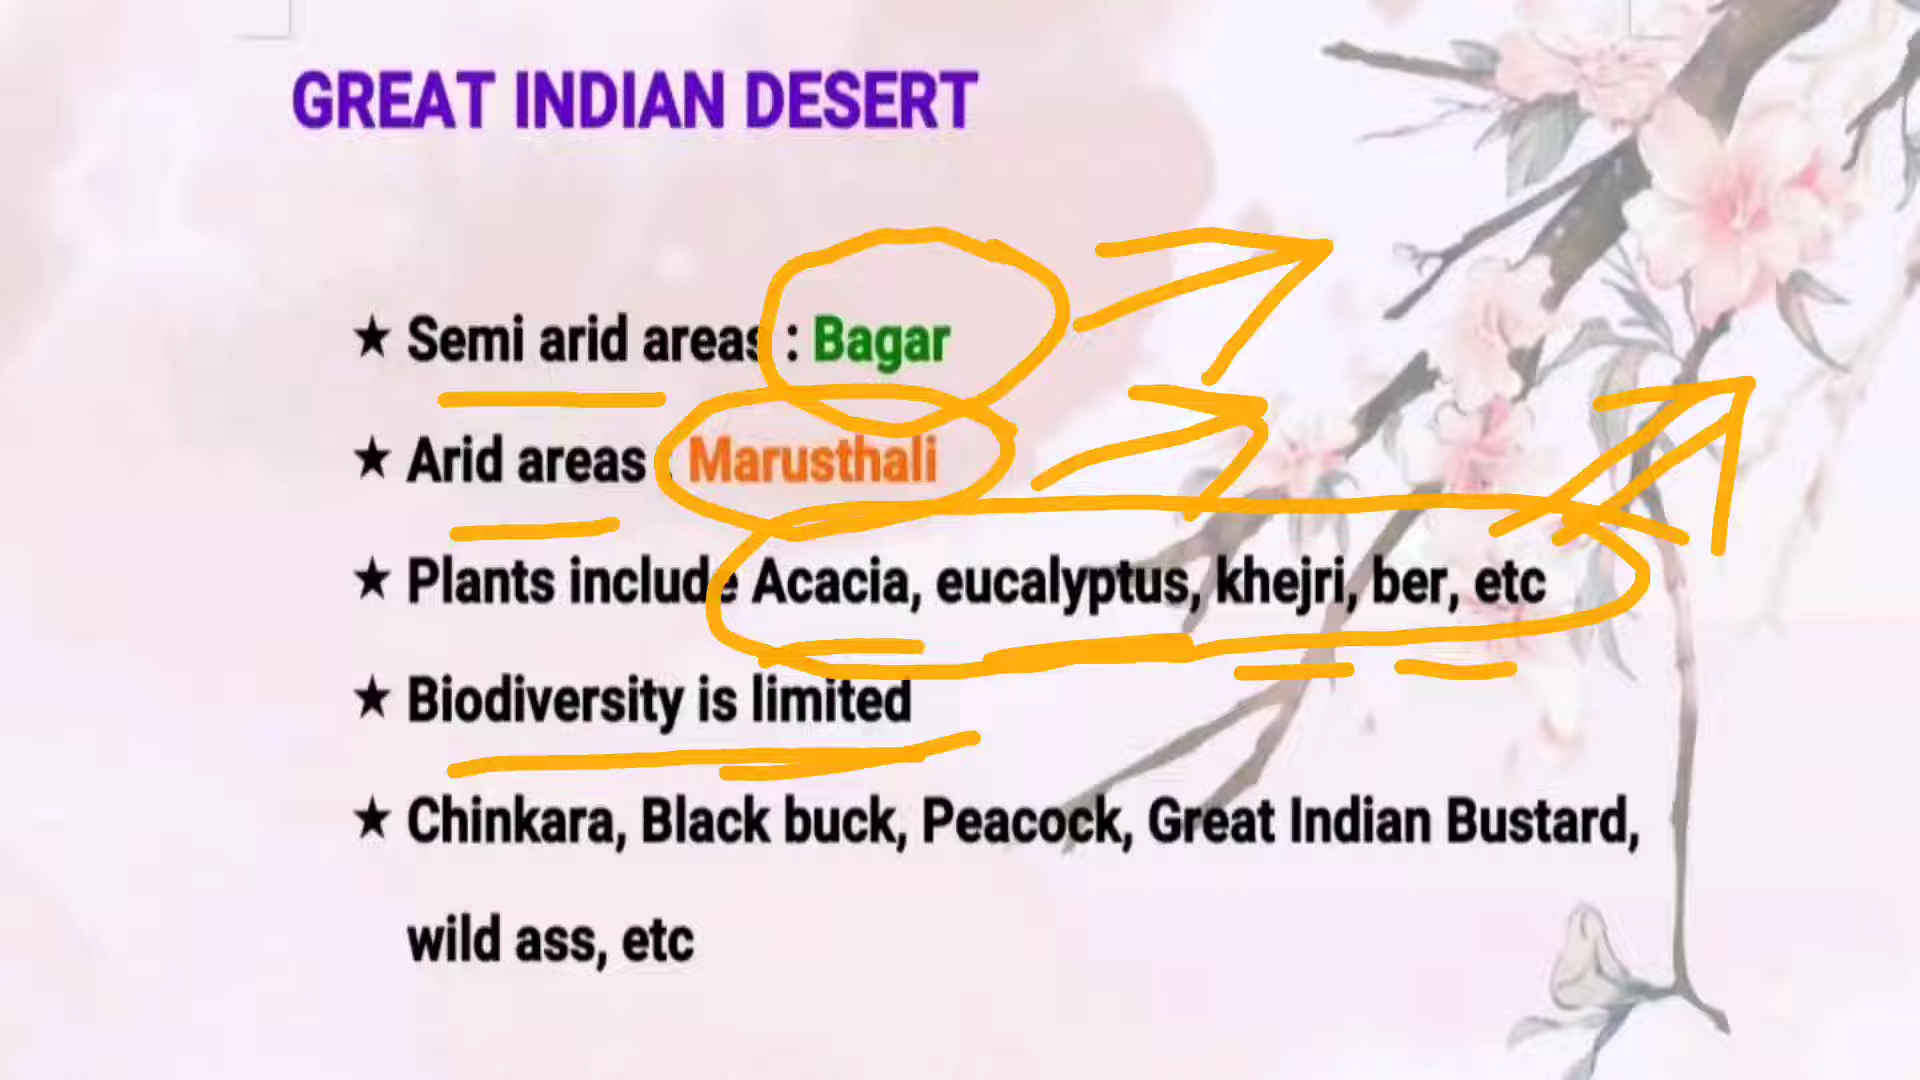 GREAT INDIAN DESERT
★ Semi arid areas : Bagar
★ Arid areas : Marusthali
★ Plants include Acacia, eucalyptus, khejri, ber, etc
★ Biodiversity is limited
★ Chinkara, Black buck, Peacock, Great Indian Bustard,
wild ass, etc